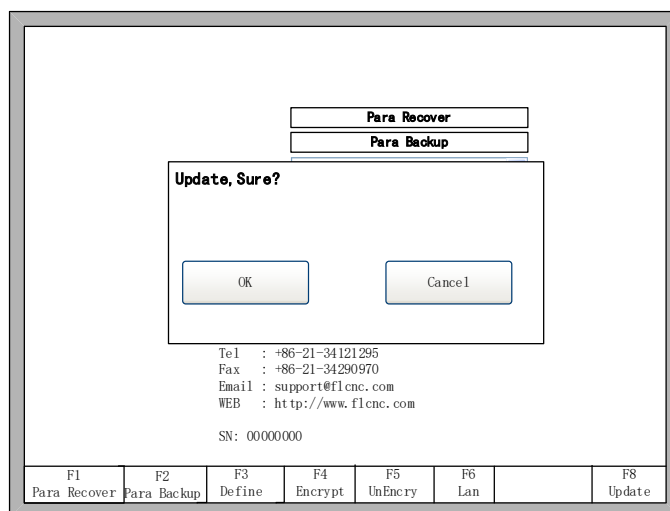 Para Recover
Para Backup
Update,Sure?
OK
Cancel
Tel : +86-21-34121295
Fax : +86-21-34290970
Email : support@flcnc.com
WEB : http://www.flcnc.com
SN: 00000000
F1 F2 F3 F4 F5 F6 F8
Para Recover Para Backup Define Encrypt UnEncry Lan Update